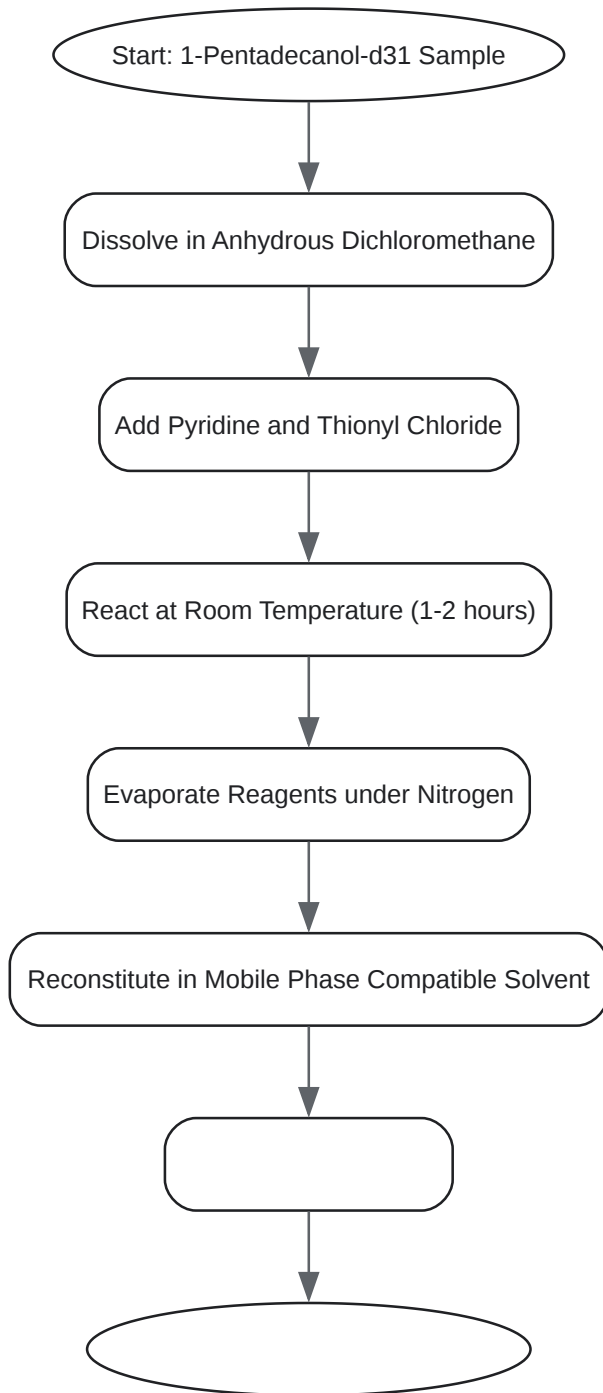 Start: 1-Pentadecanol-d31 Sample
Dissolve in Anhydrous Dichloromethane
Add Pyridine and Thionyl Chloride
React at Room Temperature (1-2 hours)
Evaporate Reagents under Nitrogen
Reconstitute in Mobile Phase Compatible Solvent